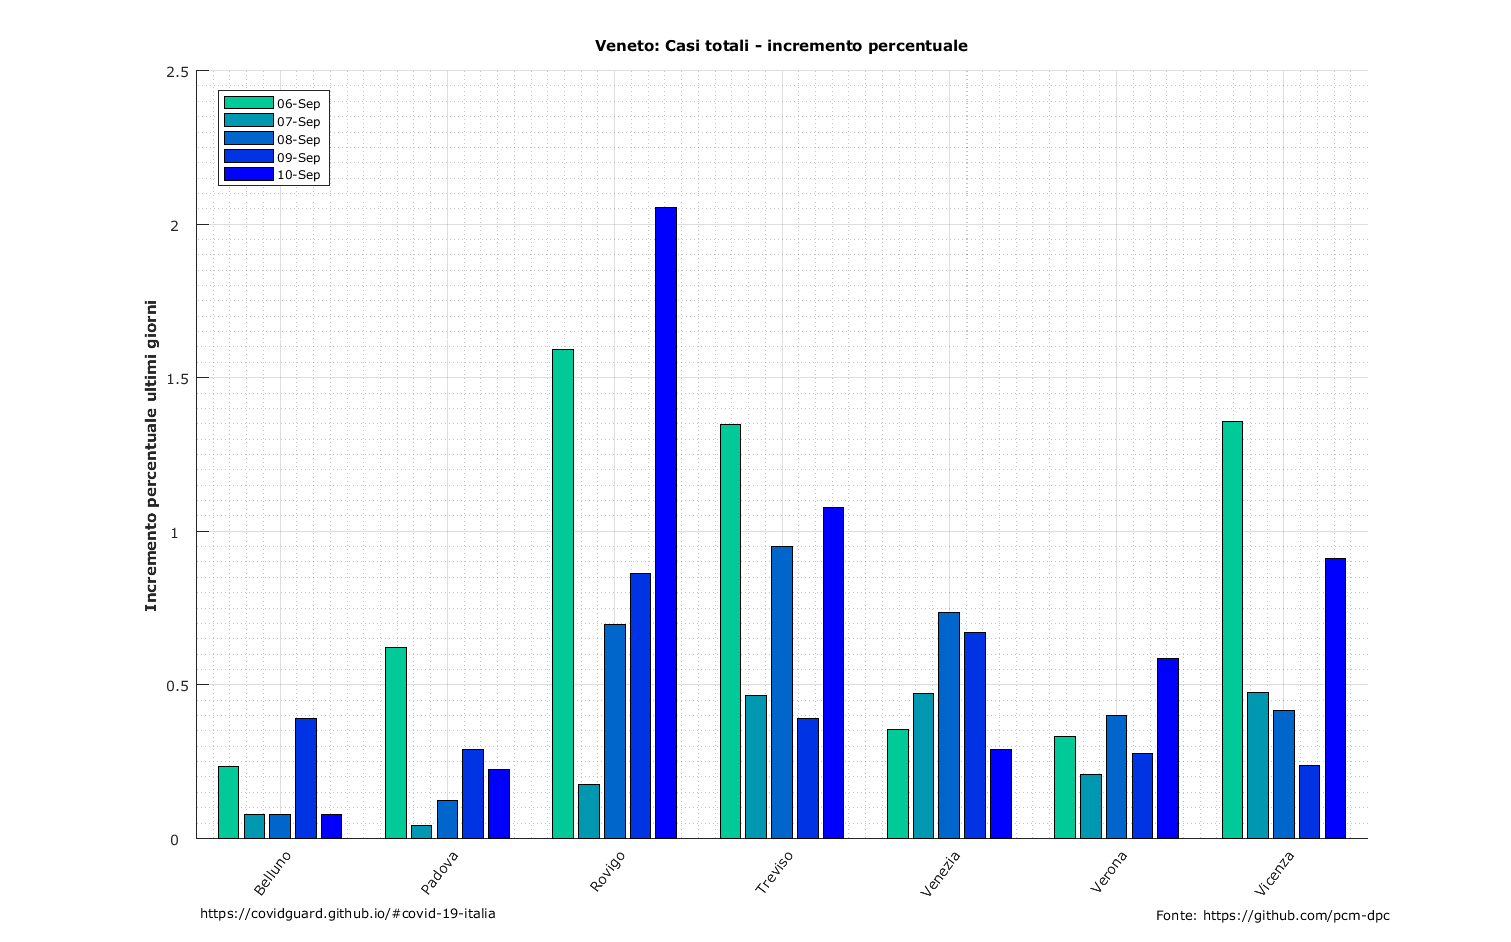 Veneto: Casi totali - incremento percentuale
06-Sep
07-Sep
08-Sep
09-Sep
10-Sep
Incremento percentuale ultimi giorni
2.5
2
1.5
1
0.5
0
Belluno
Padova
Rovigo
Treviso
Venezia
Verona
Vicenza
https://covidguard.github.io/#covid-19-italia
Fonte: https://github.com/pcm-dpc